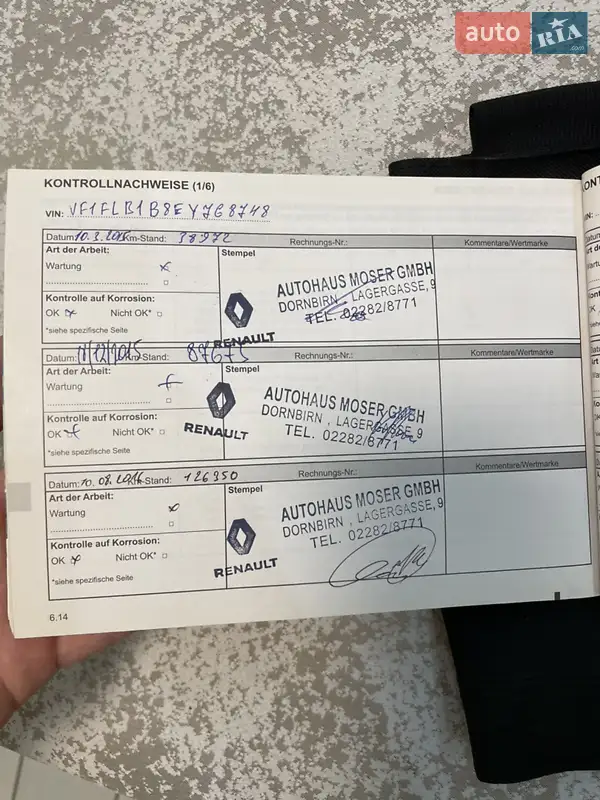 auto RIA .com
KONTROLLNACHWEISE (1/6)
VIN: VF1FLB1B8EY768748
Datum: 10.3.2015 Km-Stand: 38972 Rechnungs-Nr.: Kommentare/Wertmarke
Art der Arbeit:
Wartung x
Kontrolle auf Korrosion:
OK x Nicht OK*
*siehe spezifische Seite
Stempel
AUTOHAUS MOSER GMBH
DORNBIRN , LAGERGASSE, 9
TEL. 02282/8771
RENAULT
Datum: 11/12/2015 Km-Stand: 87675 Rechnungs-Nr.: Kommentare/Wertmarke
Art der Arbeit:
Wartung
Kontrolle auf Korrosion:
OK Nicht OK*
*siehe spezifische Seite
Stempel
AUTOHAUS MOSER GMBH
DORNBIRN , LAGERGASSE, 9
TEL. 02282/8771
RENAULT
Datum: 10.08.2016 Km-Stand: 126350 Rechnungs-Nr.: Kommentare/Wertmarke
Art der Arbeit:
Wartung x
Kontrolle auf Korrosion:
OK x Nicht OK*
*siehe spezifische Seite
Stempel
AUTOHAUS MOSER GMBH
DORNBIRN , LAGERGASSE, 9
TEL. 02282/8771
RENAULT
6.14